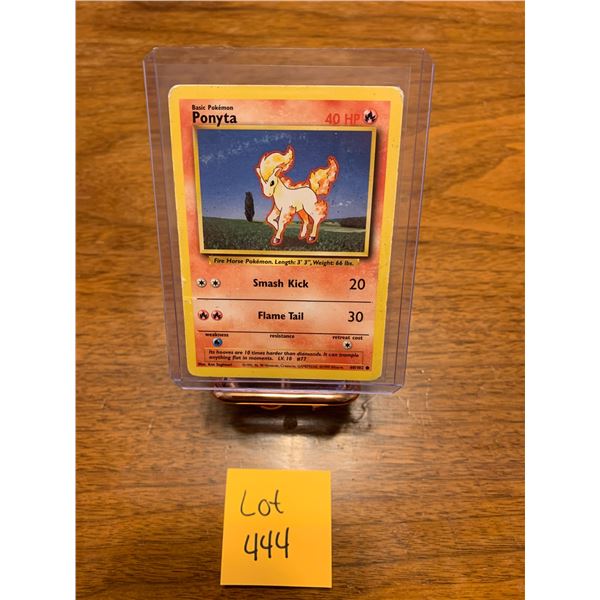 Basic Pokémon
Ponyta 40 HP
Fire Horse Pokémon. Length: 3' 3", Weight: 66 lbs.
Smash Kick 20
Flame Tail 30
weakness resistance retreat cost
Its hooves are 10 times harder than diamonds. It can trample
anything flat in moments. LV. 10 #77
60/102
Lot
444